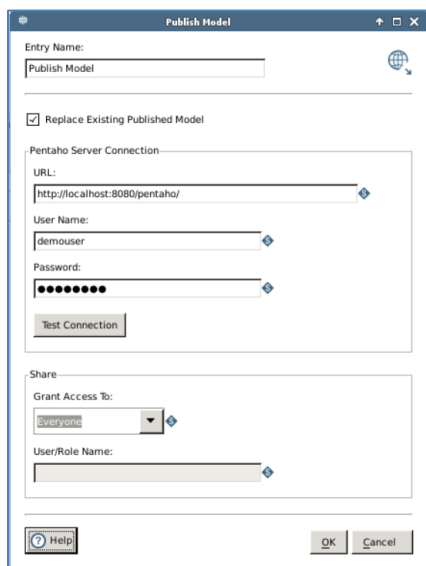 Publish Model
Entry Name:
Publish Model
Replace Existing Published Model
Pentaho Server Connection
URL:
http://localhost:8080/pentaho/
User Name:
demouser
Password:
●●●●●●●●
Test Connection
Share
Grant Access To:
Everyone
User/Role Name:
Help
OK
Cancel